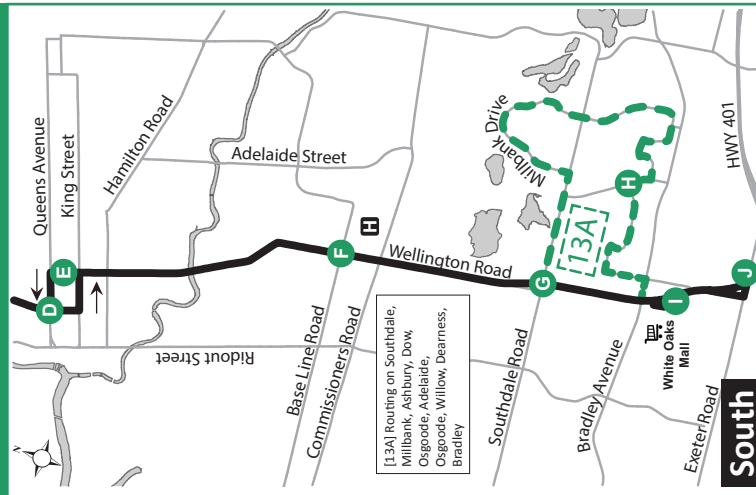 N
Queens Avenue
King Street
Hamilton Road
Adelaide Street
D
E
Ridout Street
F
H
Base Line Road
Commissioners Road
Wellington Road
Millbank Drive
13A
H
G
[13A] Routing on Southdale,
Millbank, Ashbury, Dow,
Osgoode, Adelaide,
Osgoode, Willow, Dearness,
Bradley
Southdale Road
Bradley Avenue
I
White Oaks
Mall
HWY 401
J
Exeter Road
South